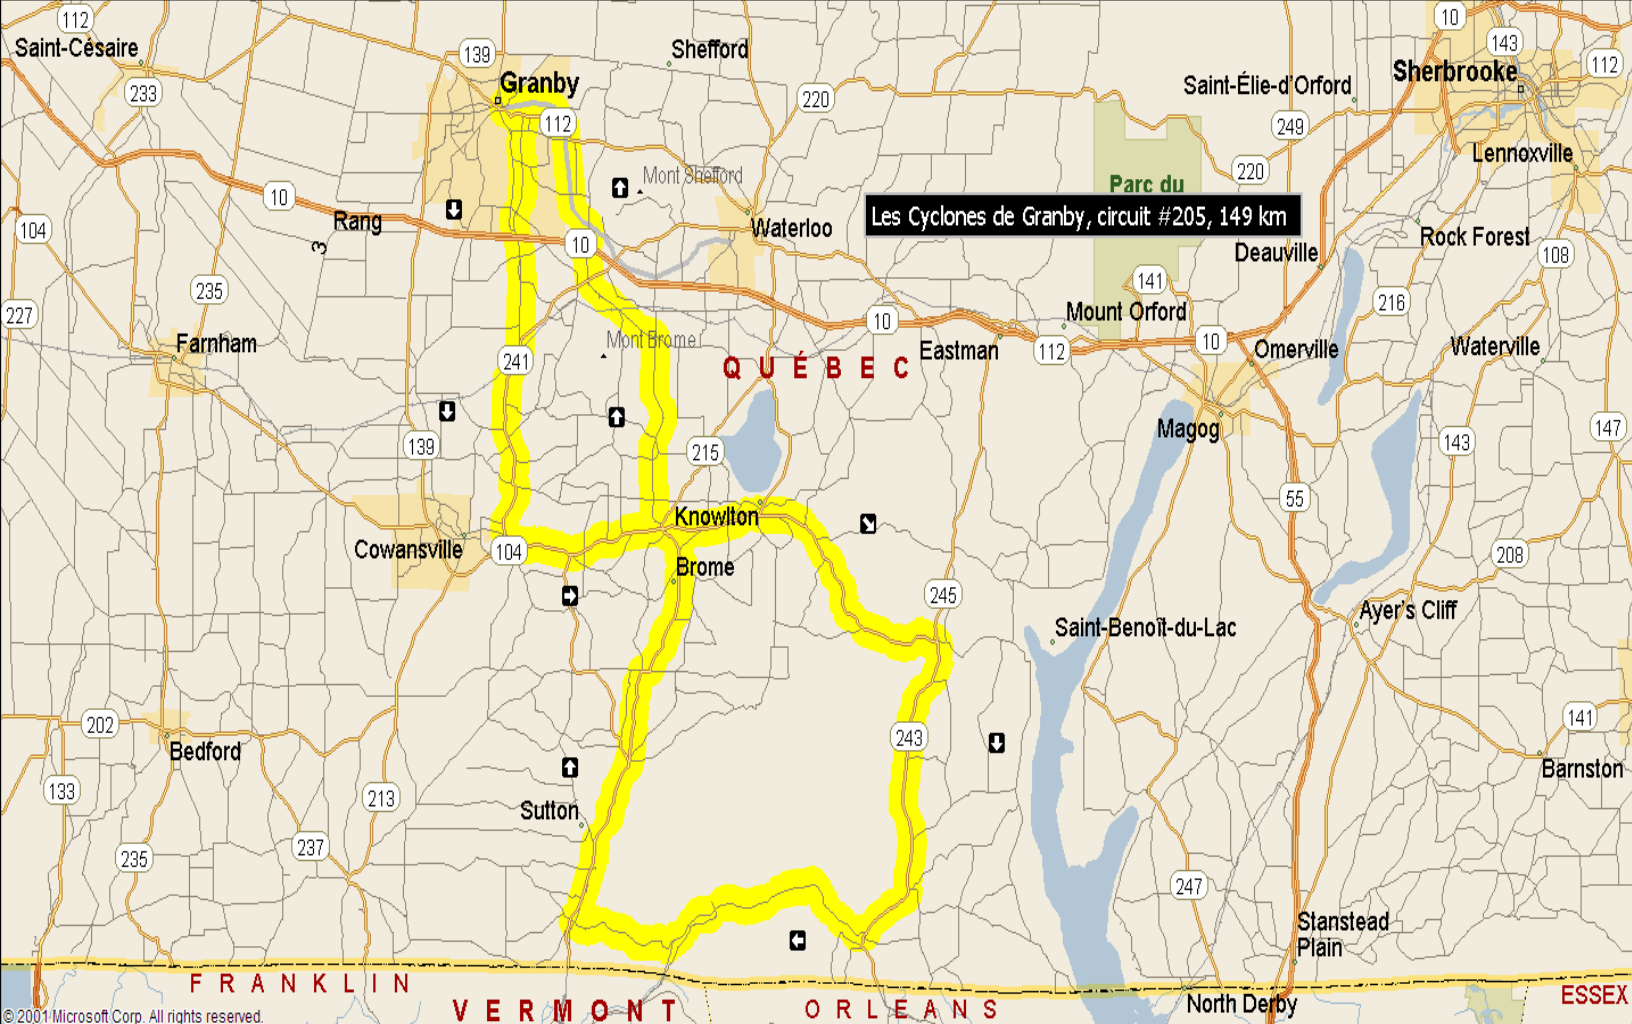 112
Saint-Césaire
139
Shefford
10
143
Sherbrooke
112
Granby
233
220
Saint-Élie-d'Orford
112
249
Lennoxville
220
Mont Shefford
Parc du
10
Rang
3
104
Waterloo
Les Cyclones de Granby, circuit #205, 149 km
Rock Forest
Deauville
10
108
235
141
216
227
Mount Orford
10
Farnham
Mont Brome
241
QUÉBEC
Eastman
112
10
Omerville
Waterville
139
215
Magog
143
147
55
Knowlton
Cowansville
104
Brome
208
245
Saint-Benoît-du-Lac
Ayer's Cliff
202
Bedford
243
141
Barnston
133
213
Sutton
237
235
247
Stanstead
Plain
FRANKLIN
VERMONT
ORLEANS
North Derby
ESSEX
© 2001 Microsoft Corp. All rights reserved.